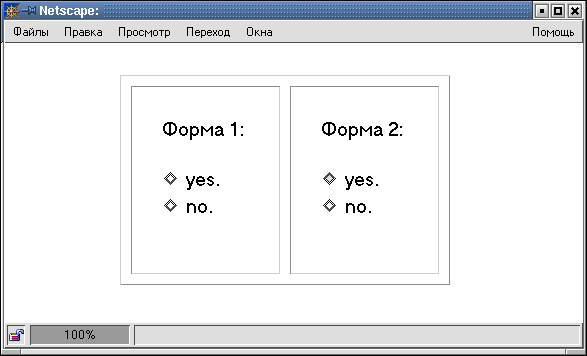 Netscape:
Файлы Правка Просмотр Переход Окна Помощь
Форма 1:
yes.
no.
Форма 2:
yes.
no.
100%